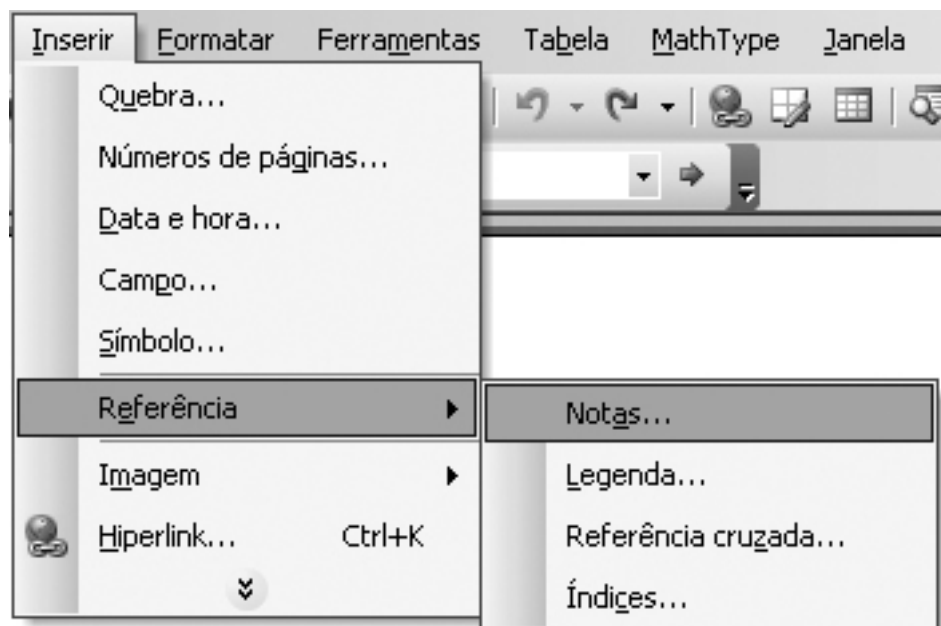 Inserir Formatar Ferramentas Tabela MathType Janela
Quebra...
Números de páginas...
Data e hora...
Campo...
Símbolo...
Referência
Imagem
Hiperlink... Ctrl+K
Notas...
Legenda...
Referência cruzada...
Índices...